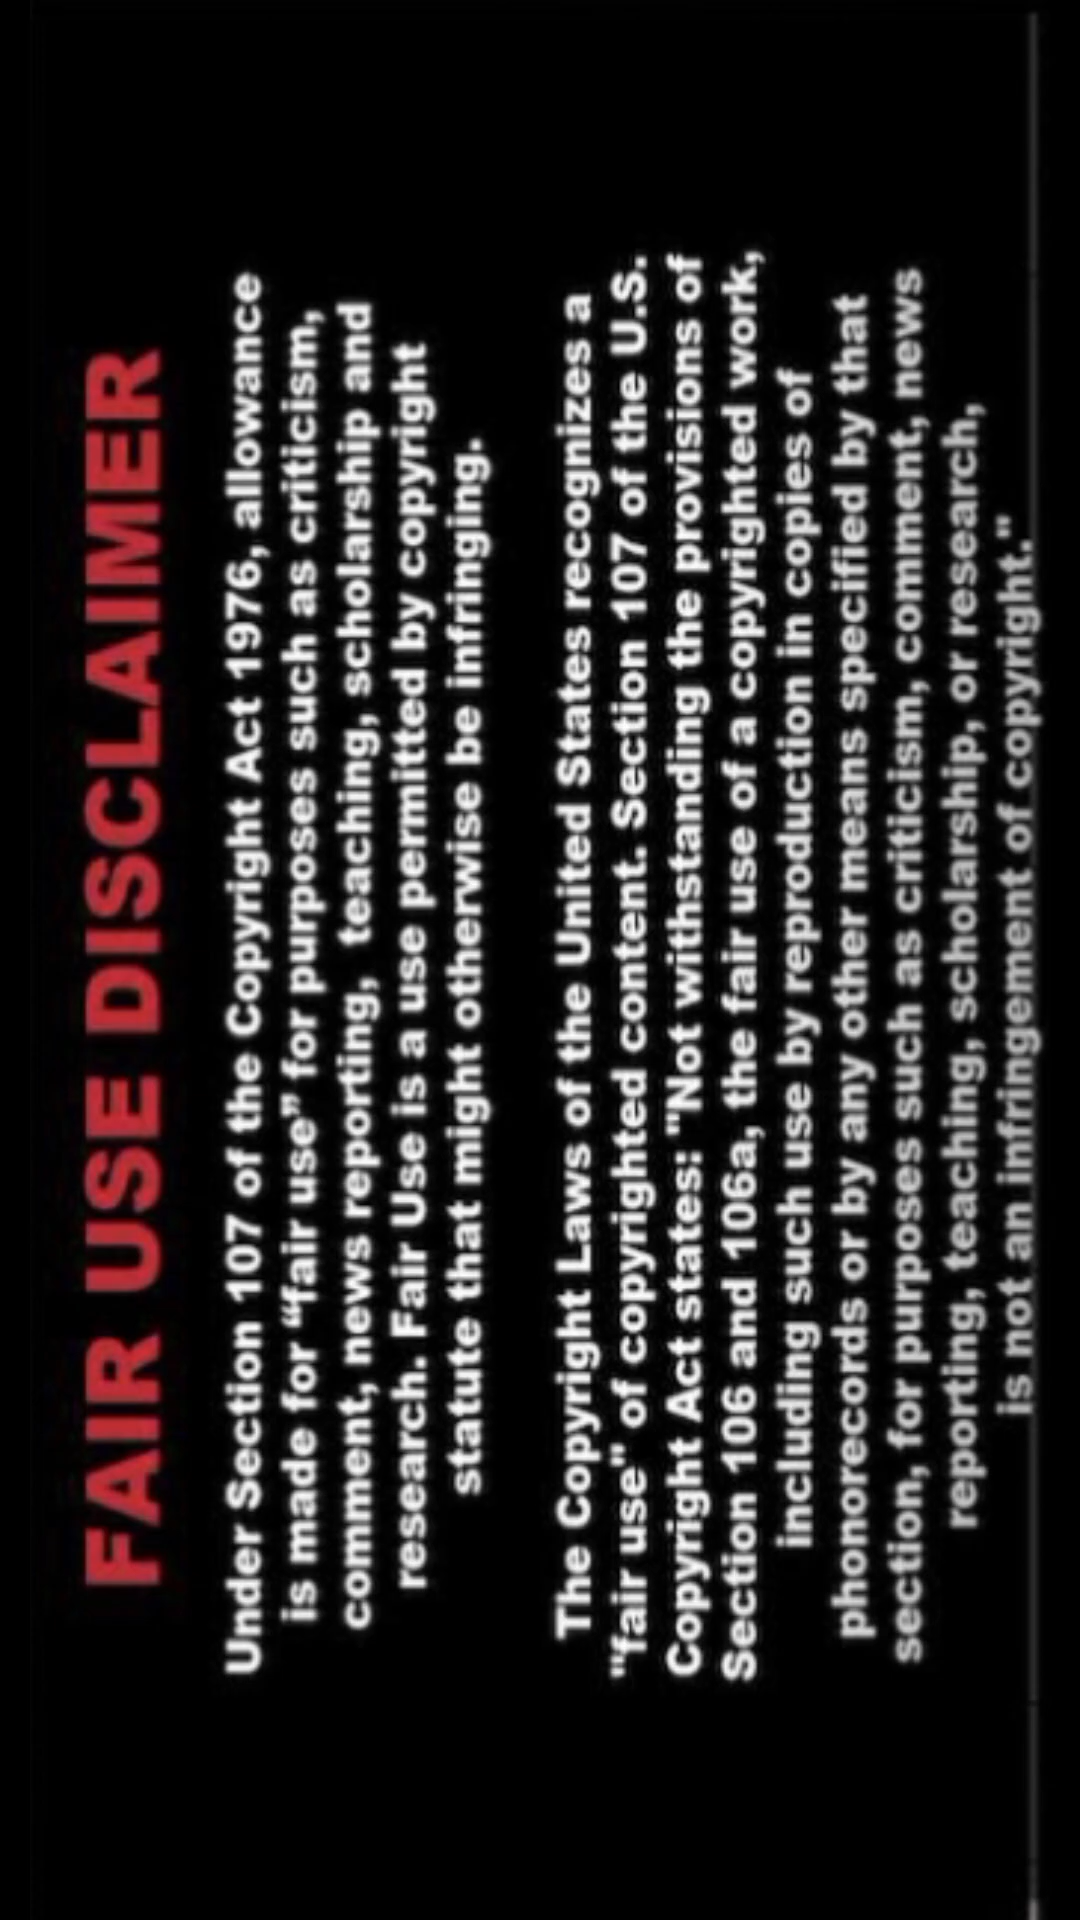 FAIR USE DISCLAIMER
Under Section 107 of the Copyright Act 1976, allowance
is made for “fair use” for purposes such as criticism,
comment, news reporting, teaching, scholarship and
research. Fair Use is a use permitted by copyright
statute that might otherwise be infringing.
The Copyright Laws of the United States recognizes a
"fair use" of copyrighted content. Section 107 of the U.S.
Copyright Act states: "Not withstanding the provisions of
Section 106 and 106a, the fair use of a copyrighted work,
including such use by reproduction in copies of
phonorecords or by any other means specified by that
section, for purposes such as criticism, comment, news
reporting, teaching, scholarship, or research,
is not an infringement of copyright."